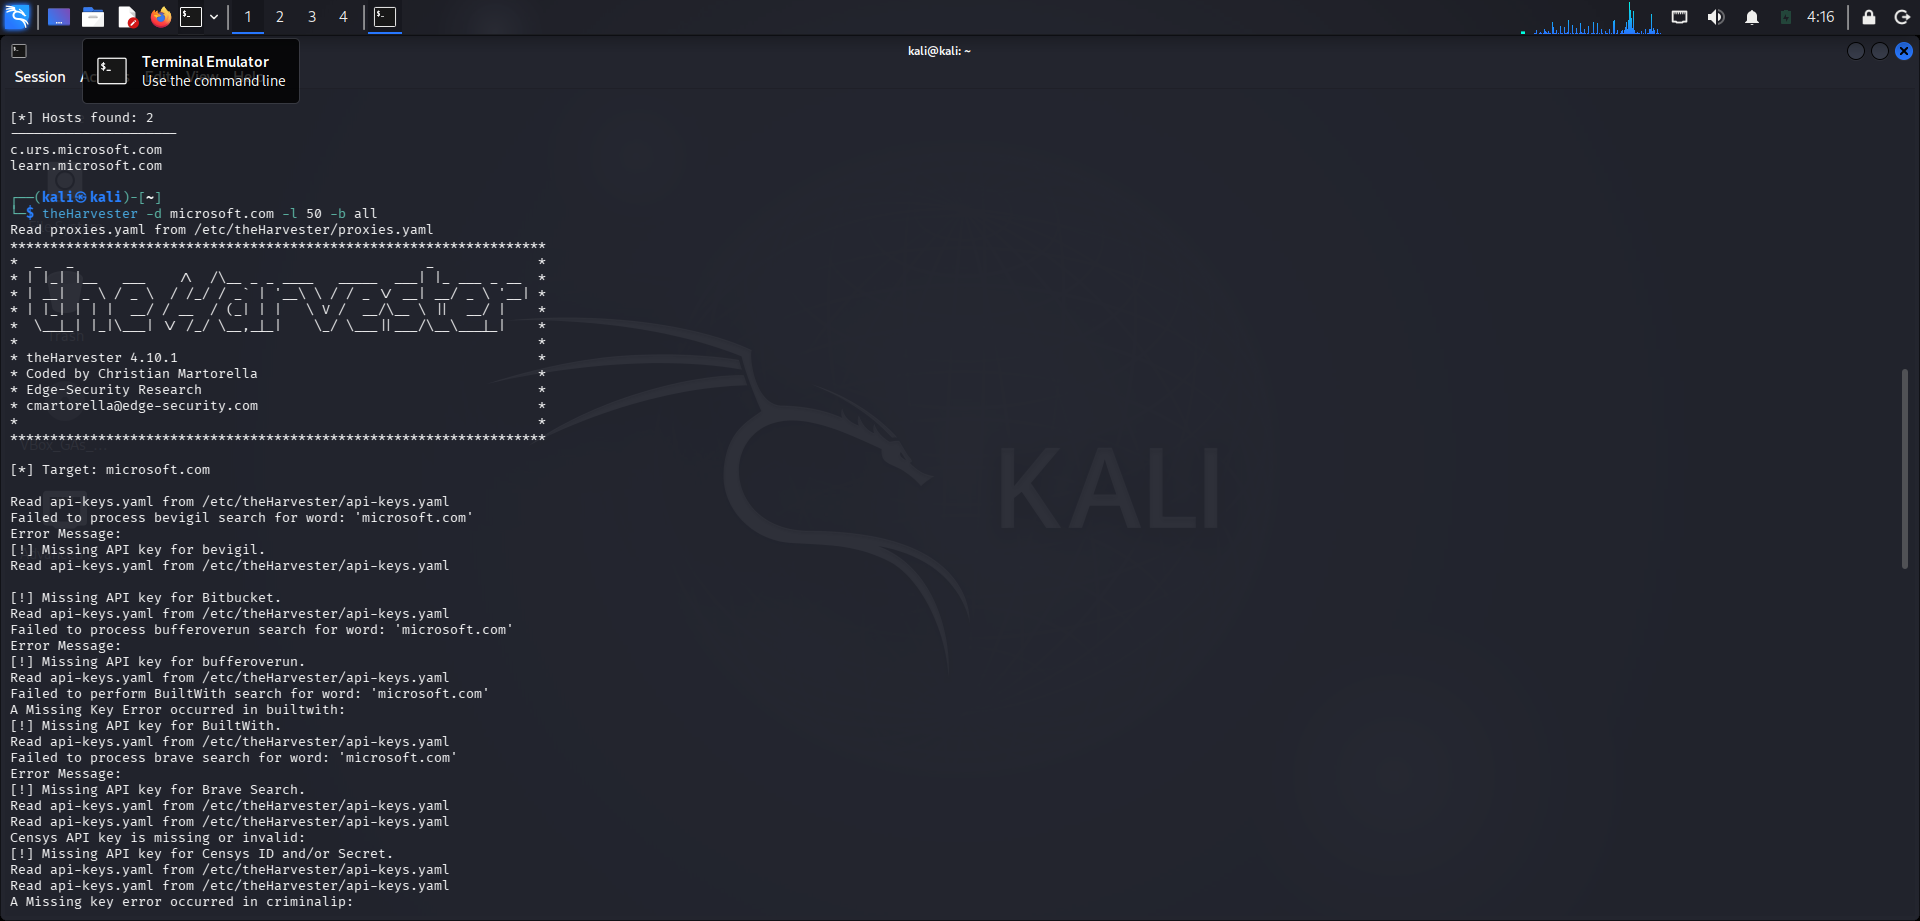 1 2 3 4 4:16
kali@kali: ~
Terminal Emulator
Use the command line
Session
[*] Hosts found: 2
---------------------
c.urs.microsoft.com
learn.microsoft.com
┌──(kali㉿kali)-[~]
└─$ theHarvester -d microsoft.com -l 50 -b all
Read proxies.yaml from /etc/theHarvester/proxies.yaml
*******************************************************************
theHarvester
* theHarvester 4.10.1 *
* Coded by Christian Martorella *
* Edge-Security Research *
* cmartorella@edge-security.com *
* *
*******************************************************************
[*] Target: microsoft.com
Read api-keys.yaml from /etc/theHarvester/api-keys.yaml
Failed to process bevigil search for word: 'microsoft.com'
Error Message:
[!] Missing API key for bevigil.
Read api-keys.yaml from /etc/theHarvester/api-keys.yaml
[!] Missing API key for Bitbucket.
Read api-keys.yaml from /etc/theHarvester/api-keys.yaml
Failed to process bufferoverun search for word: 'microsoft.com'
Error Message:
[!] Missing API key for bufferoverun.
Read api-keys.yaml from /etc/theHarvester/api-keys.yaml
Failed to perform BuiltWith search for word: 'microsoft.com'
A Missing Key Error occurred in builtwith:
[!] Missing API key for BuiltWith.
Read api-keys.yaml from /etc/theHarvester/api-keys.yaml
Failed to process brave search for word: 'microsoft.com'
Error Message:
[!] Missing API key for Brave Search.
Read api-keys.yaml from /etc/theHarvester/api-keys.yaml
Read api-keys.yaml from /etc/theHarvester/api-keys.yaml
Censys API key is missing or invalid:
[!] Missing API key for Censys ID and/or Secret.
Read api-keys.yaml from /etc/theHarvester/api-keys.yaml
Read api-keys.yaml from /etc/theHarvester/api-keys.yaml
A Missing key error occurred in criminalip:
KALI